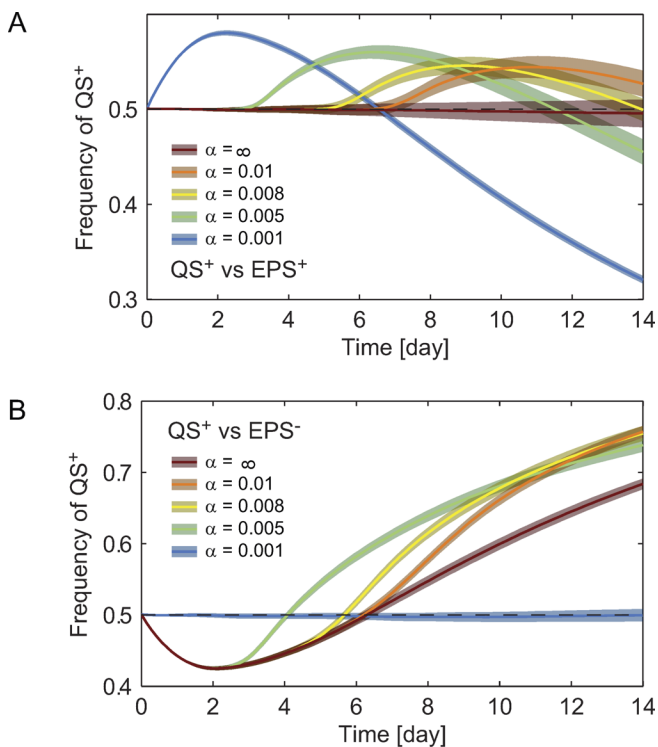 A
Frequency of QS⁺
0.5
0.4
0.3
α = ∞
α = 0.01
α = 0.008
α = 0.005
α = 0.001
QS⁺ vs EPS⁺
0 2 4 6 8 10 12 14
Time [day]
B
Frequency of QS⁺
0.8
0.7
0.6
0.5
0.4
QS⁺ vs EPS⁻
α = ∞
α = 0.01
α = 0.008
α = 0.005
α = 0.001
0 2 4 6 8 10 12 14
Time [day]